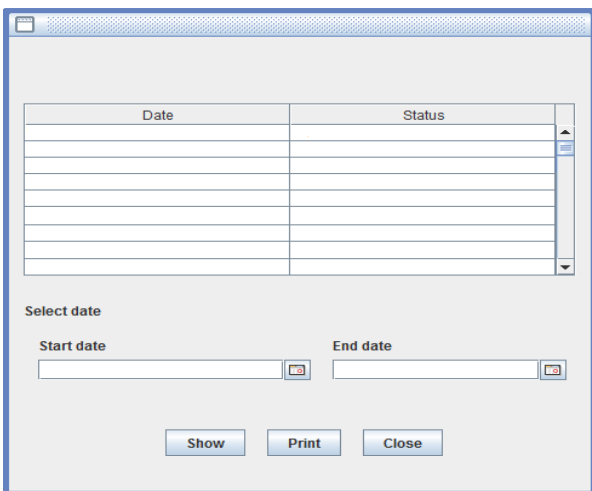 Date Status
Select date
Start date End date
Show Print Close